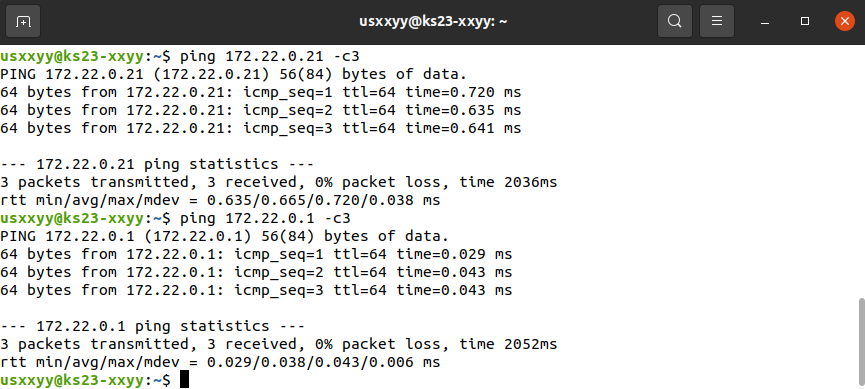 usxxyy@ks23-xxyy: ~
usxxyy@ks23-xxyy:~$ ping 172.22.0.21 -c3
PING 172.22.0.21 (172.22.0.21) 56(84) bytes of data.
64 bytes from 172.22.0.21: icmp_seq=1 ttl=64 time=0.720 ms
64 bytes from 172.22.0.21: icmp_seq=2 ttl=64 time=0.635 ms
64 bytes from 172.22.0.21: icmp_seq=3 ttl=64 time=0.641 ms

--- 172.22.0.21 ping statistics ---
3 packets transmitted, 3 received, 0% packet loss, time 2036ms
rtt min/avg/max/mdev = 0.635/0.665/0.720/0.038 ms
usxxyy@ks23-xxyy:~$ ping 172.22.0.1 -c3
PING 172.22.0.1 (172.22.0.1) 56(84) bytes of data.
64 bytes from 172.22.0.1: icmp_seq=1 ttl=64 time=0.029 ms
64 bytes from 172.22.0.1: icmp_seq=2 ttl=64 time=0.043 ms
64 bytes from 172.22.0.1: icmp_seq=3 ttl=64 time=0.043 ms

--- 172.22.0.1 ping statistics ---
3 packets transmitted, 3 received, 0% packet loss, time 2052ms
rtt min/avg/max/mdev = 0.029/0.038/0.043/0.006 ms
usxxyy@ks23-xxyy:~$